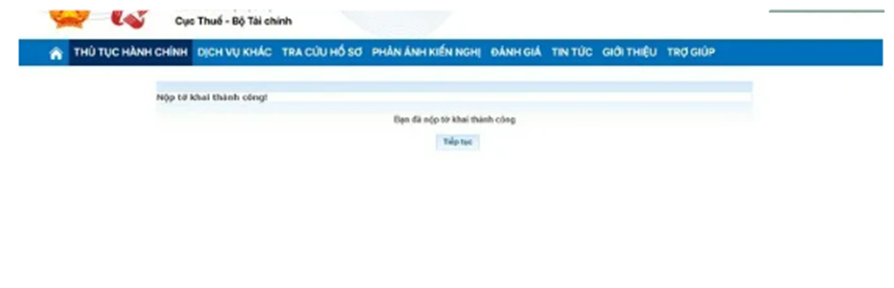 Cục Thuế - Bộ Tài chính
THỦ TỤC HÀNH CHÍNH DỊCH VỤ KHÁC TRA CỨU HỒ SƠ PHẢN ÁNH KIẾN NGHỊ ĐÁNH GIÁ TIN TỨC GIỚI THIỆU TRỢ GIÚP
Nộp tờ khai thành công!
Bạn đã nộp tờ khai thành công
Tiếp tục